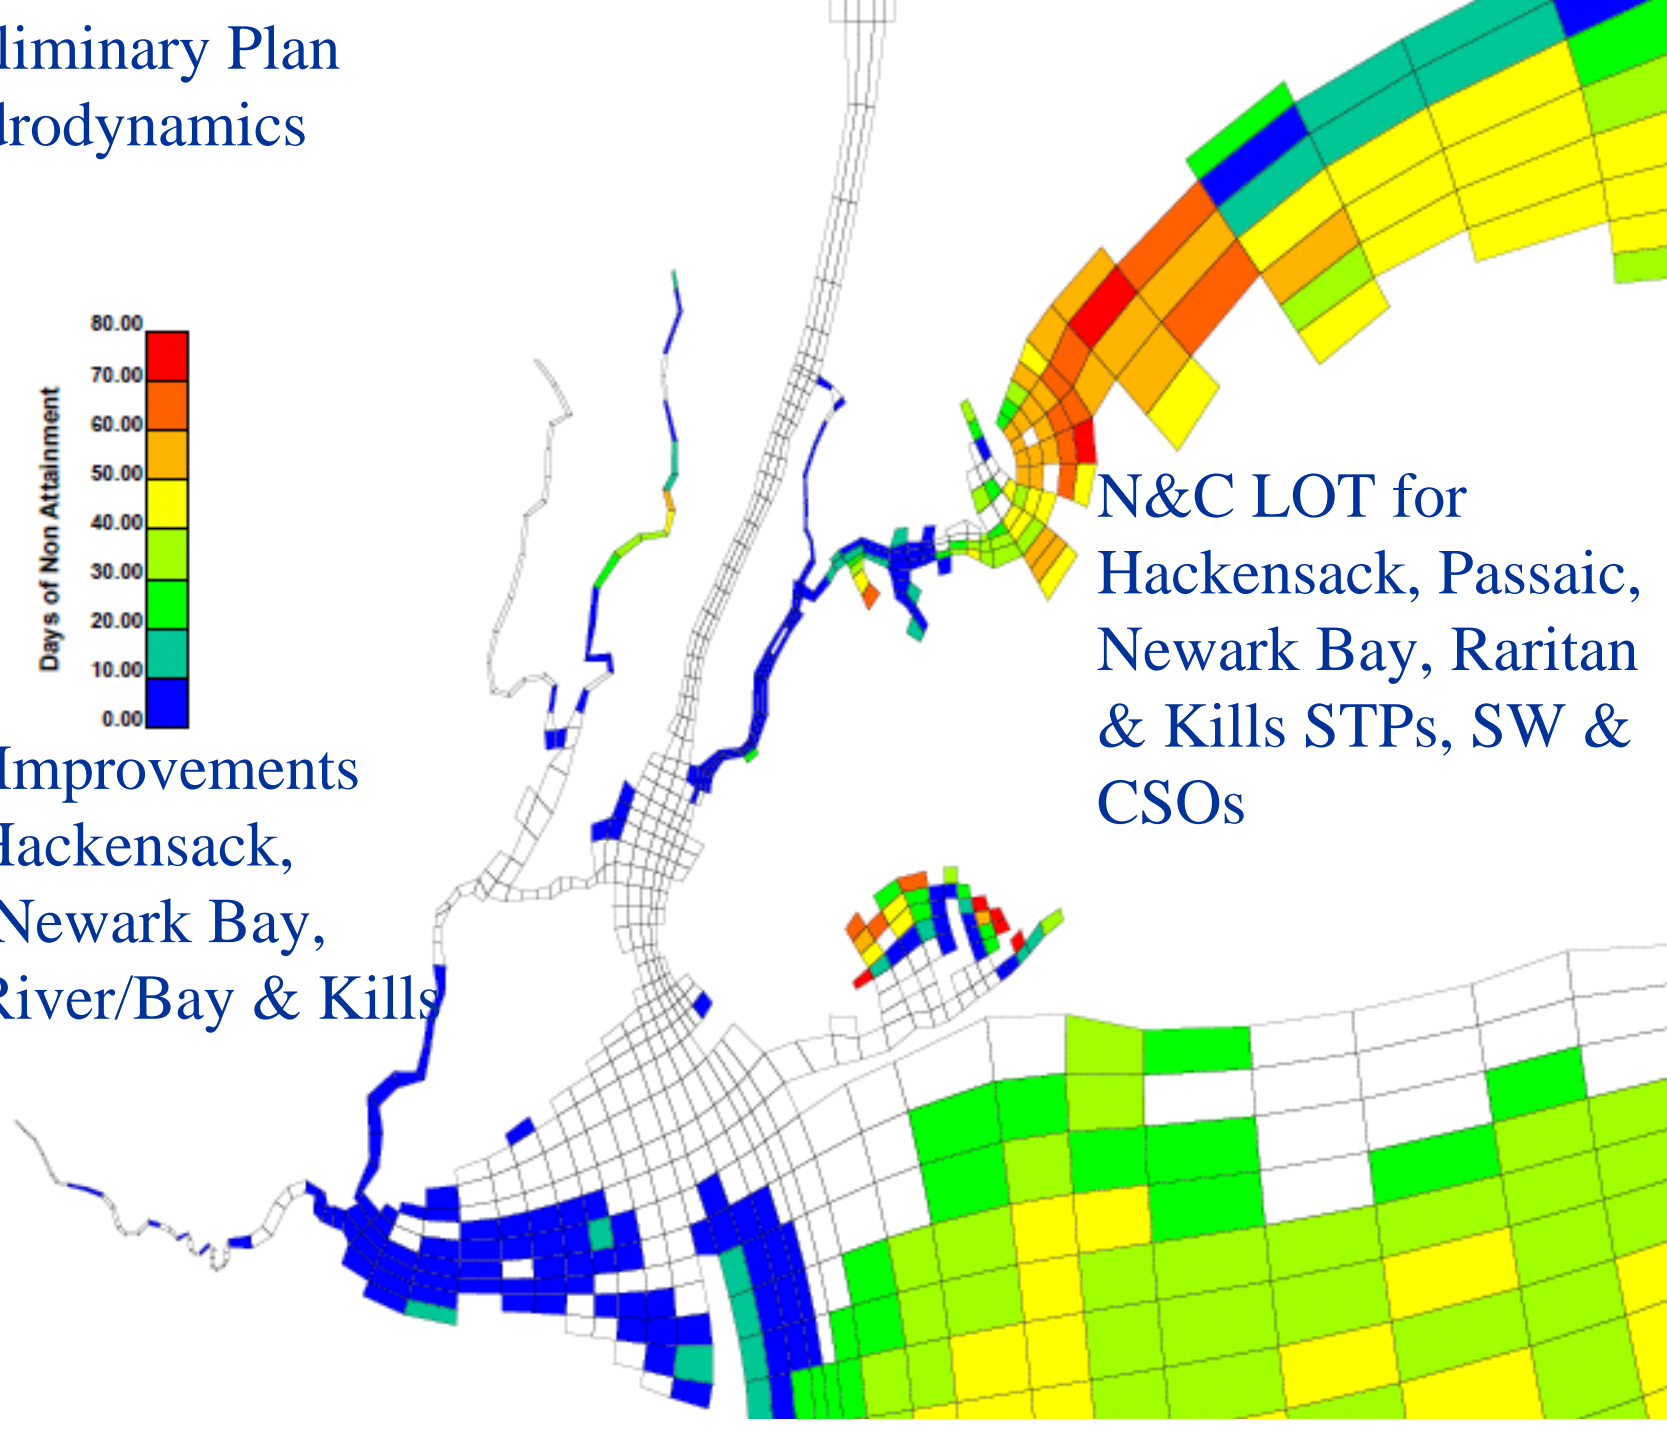 liminary Plan
drodynamics
80.00
70.00
60.00
50.00
40.00
30.00
20.00
10.00
0.00
Days of Non Attainment
N&C LOT for
Hackensack, Passaic,
Newark Bay, Raritan
& Kills STPs, SW &
CSOs
Improvements
Hackensack,
Newark Bay,
River/Bay & Kills